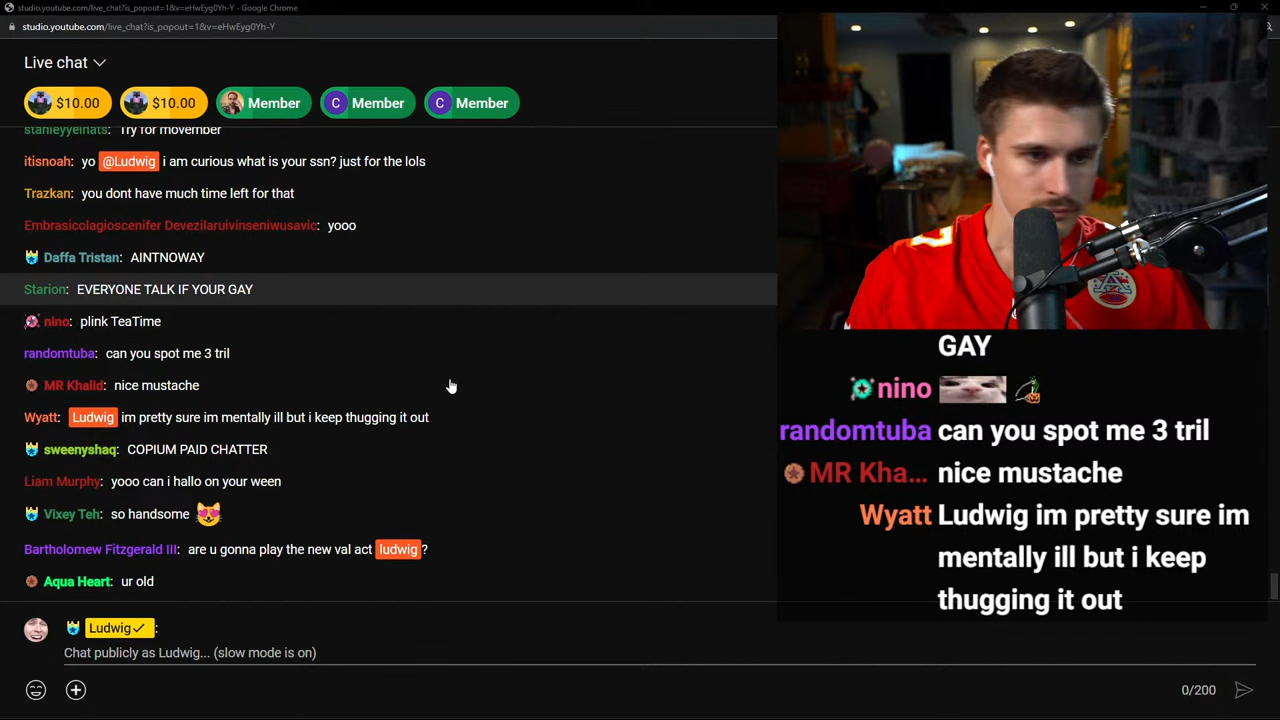 studio.youtube.com/live_chat?is_popout=1&v=eHwEyg0Yh-Y - Google Chrome
studio.youtube.com/live_chat?is_popout=1&v=eHwEyg0Yh-Y
Live chat
$10.00 $10.00 Member C Member C Member
stanleyyelnats: Try for movember
itisnoah: yo @Ludwig i am curious what is your ssn? just for the lols
Trazkan: you dont have much time left for that
Embrasicolagioscenifer Devezilaruivinseniwusavic: yooo
Daffa Tristan: AINTNOWAY
Starion: EVERYONE TALK IF YOUR GAY
nino: plink TeaTime
randomtuba: can you spot me 3 tril
MR Khalid: nice mustache
Wyatt: Ludwig im pretty sure im mentally ill but i keep thugging it out
sweenyshaq: COPIUM PAID CHATTER
Liam Murphy: yooo can i hallo on your ween
Vixey Teh: so handsome
Bartholomew Fitzgerald III: are u gonna play the new val act ludwig ?
Aqua Heart: ur old
Ludwig✓:
Chat publicly as Ludwig... (slow mode is on)
0/200
GAY
nino
randomtuba can you spot me 3 tril
MR Kha... nice mustache
Wyatt Ludwig im pretty sure im
mentally ill but i keep
thugging it out